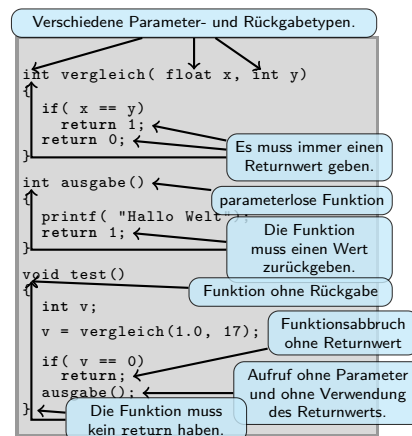 Verschiedene Parameter- und Rückgabetypen.
int vergleich( float x, int y)
{
if( x == y)
return 1;
return 0;
}
Es muss immer einen
Returnwert geben.
int ausgabe()
parameterlose Funktion
{
printf( "Hallo Welt");
return 1;
}
Die Funktion
muss einen Wert
zurückgeben.
void test()
Funktion ohne Rückgabe
{
int v;
v = vergleich(1.0, 17);
Funktionsabbruch
ohne Returnwert
if( v == 0)
return;
ausgabe();
}
Aufruf ohne Parameter
und ohne Verwendung
des Returnwerts.
Die Funktion muss
kein return haben.